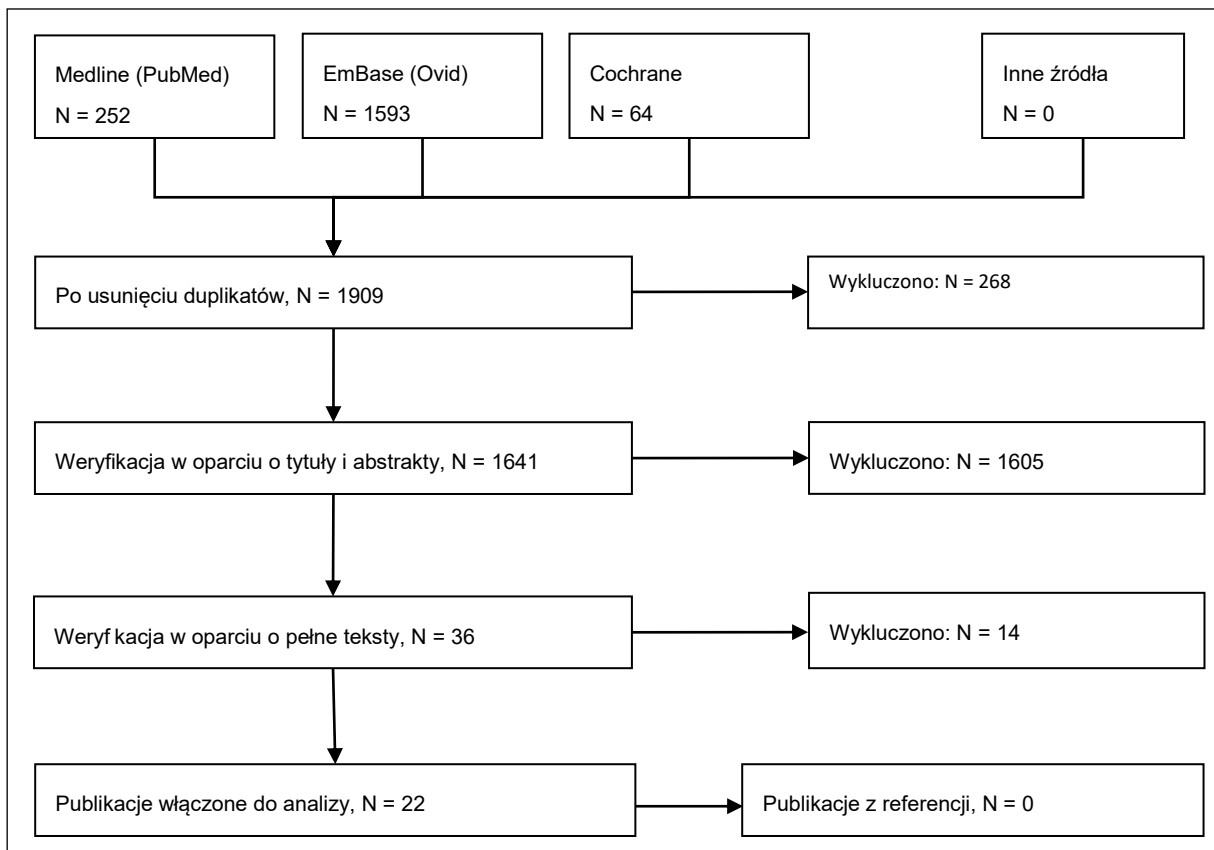 Medline (PubMed)
N = 252
EmBase (Ovid)
N = 1593
Cochrane
N = 64
Inne źródła
N = 0
Po usunięciu duplikatów, N = 1909
Wykluczono: N = 268
Weryfikacja w oparciu o tytuły i abstrakty, N = 1641
Wykluczono: N = 1605
Weryf kacja w oparciu o pełne teksty, N = 36
Wykluczono: N = 14
Publikacje włączone do analizy, N = 22
Publikacje z referencji, N = 0